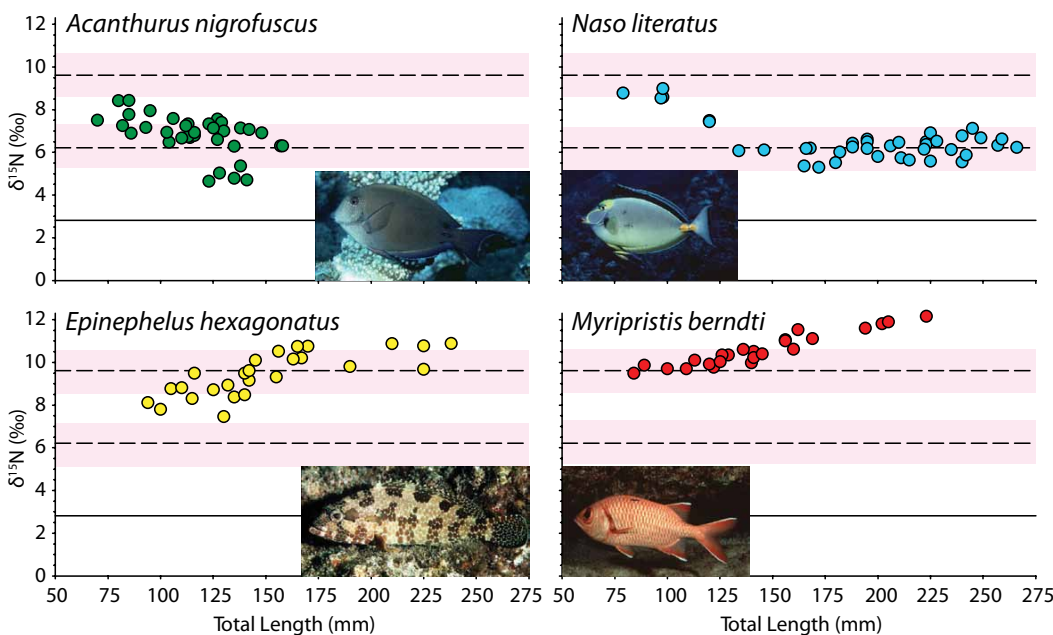 Acanthurus nigrofuscus
Naso literatus
12
10
8
6
4
2
0
δ¹⁵N (‰)
Epinephelus hexagonatus
Myripristis berndti
12
10
8
6
4
2
0
δ¹⁵N (‰)
50 75 100 125 150 175 200 225 250 275
50 75 100 125 150 175 200 225 250 275
Total Length (mm)
Total Length (mm)